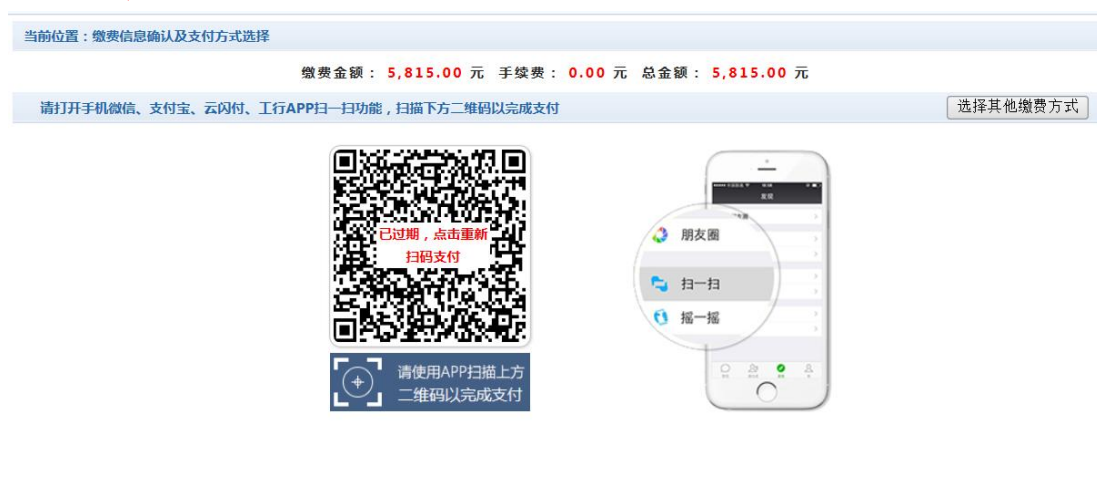 当前位置：缴费信息确认及支付方式选择
缴费金额： 5,815.00 元 手续费： 0.00 元 总金额： 5,815.00 元
请打开手机微信、支付宝、云闪付、工行APP扫一扫功能，扫描下方二维码以完成支付
选择其他缴费方式
已过期，点击重新
扫码支付
请使用APP扫描上方
二维码以完成支付
发现
朋友圈
扫一扫
摇一摇